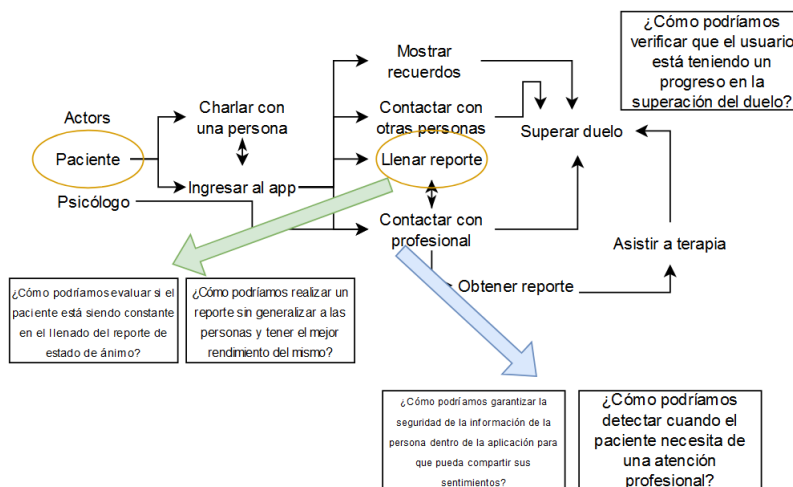 ¿Cómo podríamos
verificar que el usuario
está teniendo un
progreso en la
superación del duelo?
Mostrar
recuerdos
Actors
Charlar con
una persona
Contactar con
otras personas
Superar duelo
Paciente
Llenar reporte
Ingresar al app
Psicólogo
Contactar con
profesional
Asistir a terapia
Obtener reporte
¿Cómo podríamos evaluar si el
paciente está siendo constante
en el llenado del reporte de
estado de ánimo?
¿Cómo podríamos realizar un
reporte sin generalizar a las
personas y tener el mejor
rendimiento del mismo?
¿Cómo podríamos garantizar la
seguridad de la información de la
persona dentro de la aplicación para
que pueda compartir sus
sentimientos?
¿Cómo podríamos
detectar cuando el
paciente necesita de
una atención
profesional?